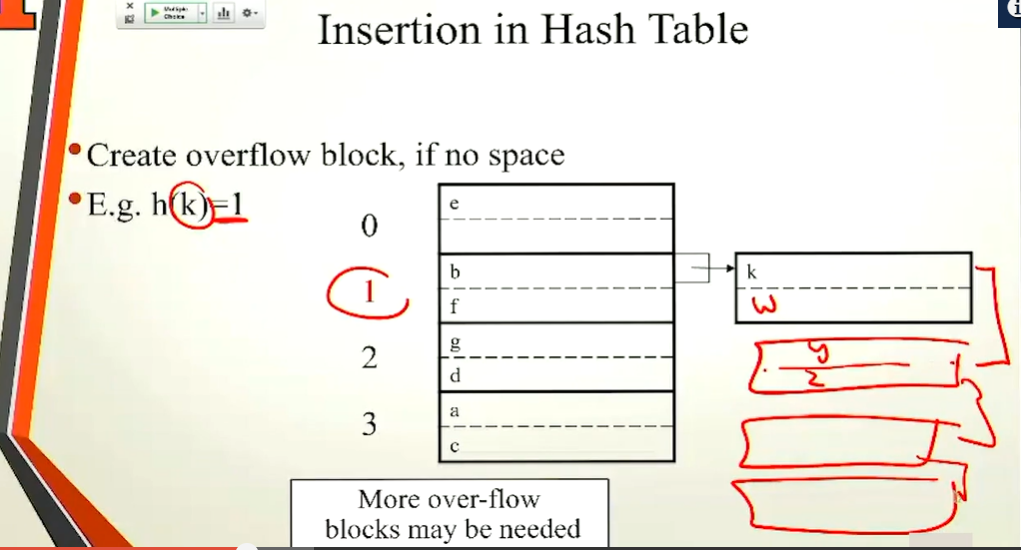 Multiple
Choice
Insertion in Hash Table
• Create overflow block, if no space
• E.g. h(k)=1
0
e
1
b
f
k
w
2
g
d
y
z
3
a
c
More over-flow
blocks may be needed